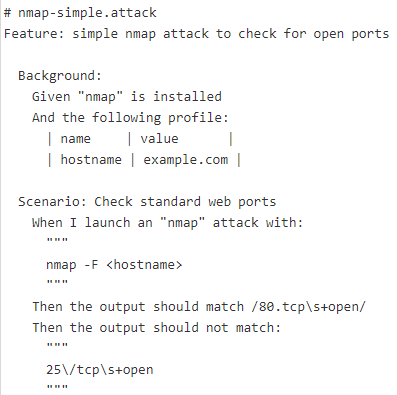 # nmap-simple.attack
Feature: simple nmap attack to check for open ports
Background:
Given "nmap" is installed
And the following profile:
| name | value |
| hostname | example.com |
Scenario: Check standard web ports
When I launch an "nmap" attack with:
"""
nmap -F <hostname>
"""
Then the output should match /80.tcp\s+open/
Then the output should not match:
"""
25\/tcp\s+open
"""